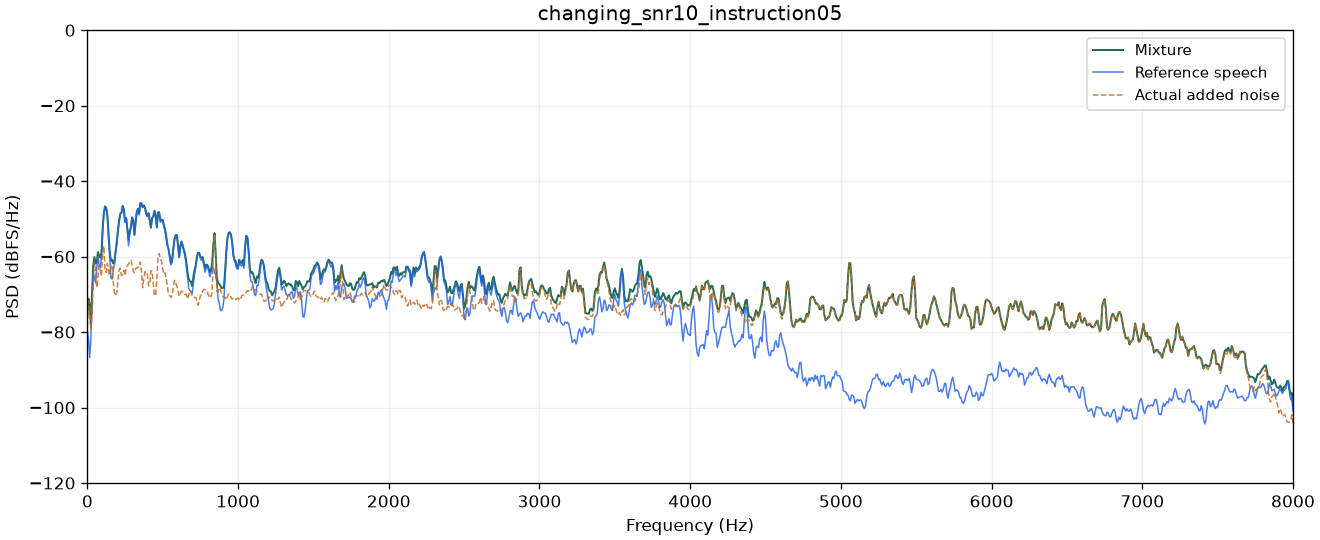 changing_snr10_instruction05
Mixture
Reference speech
Actual added noise
0
−20
−40
−60
−80
−100
−120
PSD (dBFS/Hz)
0 1000 2000 3000 4000 5000 6000 7000 8000
Frequency (Hz)